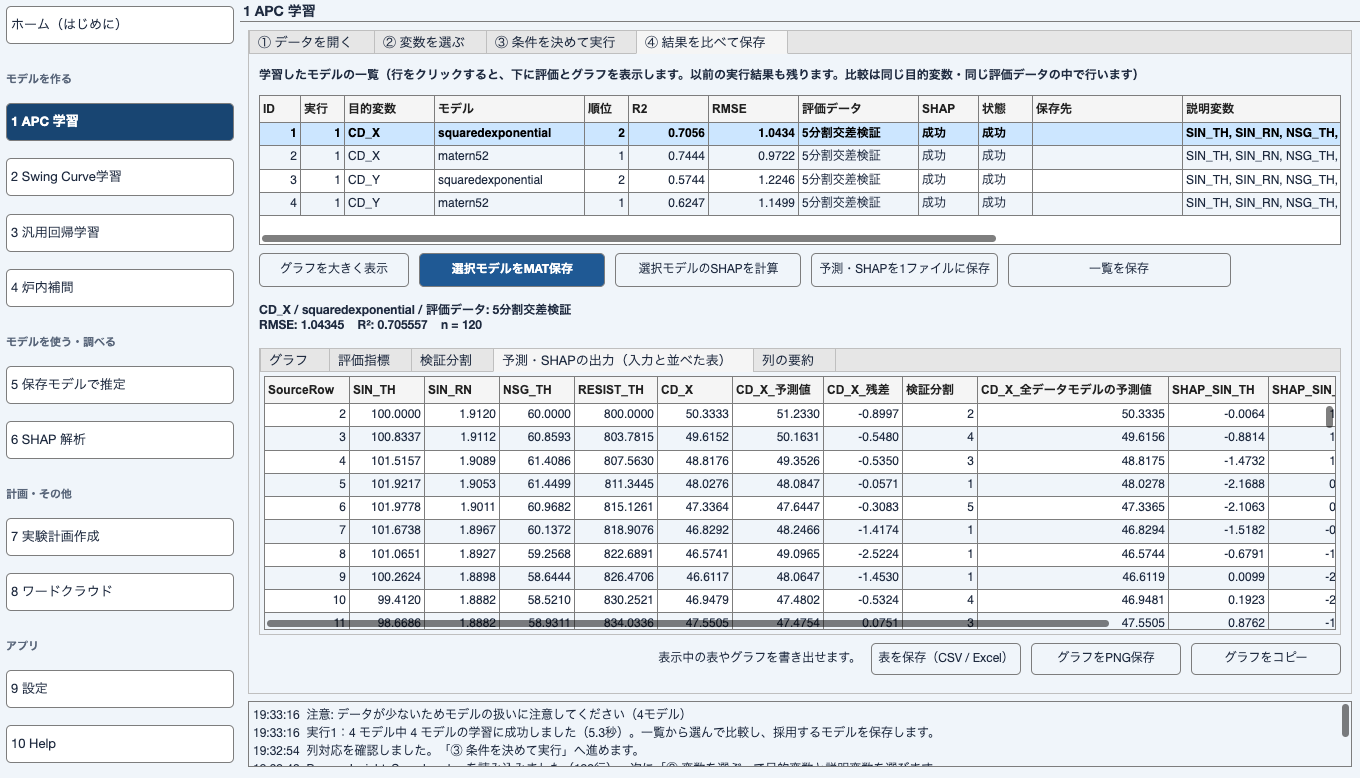 ホーム（はじめに）
モデルを作る
1 APC 学習
2 Swing Curve学習
3 汎用回帰学習
4 炉内補間
モデルを使う・調べる
5 保存モデルで推定
6 SHAP 解析
計画・その他
7 実験計画作成
8 ワードクラウド
アプリ
9 設定
10 Help
1 APC 学習
① データを開く ② 変数を選ぶ ③ 条件を決めて実行 ④ 結果を比べて保存
学習したモデルの一覧（行をクリックすると、下に評価とグラフを表示します。以前の実行結果も残ります。比較は同じ目的変数・同じ評価データの中で行います）
ID 実行 目的変数 モデル 順位 R2 RMSE 評価データ SHAP 状態 保存先 説明変数
1 1 CD_X squaredexponential 2 0.7056 1.0434 5分割交差検証 成功 成功 SIN_TH, SIN_RN, NSG_TH,
2 1 CD_X matern52 1 0.7444 0.9722 5分割交差検証 成功 成功 SIN_TH, SIN_RN, NSG_TH,
3 1 CD_Y squaredexponential 2 0.5744 1.2246 5分割交差検証 成功 成功 SIN_TH, SIN_RN, NSG_TH,
4 1 CD_Y matern52 1 0.6247 1.1499 5分割交差検証 成功 成功 SIN_TH, SIN_RN, NSG_TH,
グラフを大きく表示 選択モデルをMAT保存 選択モデルのSHAPを計算 予測・SHAPを1ファイルに保存 一覧を保存
CD_X / squaredexponential / 評価データ: 5分割交差検証
RMSE: 1.04345 R²: 0.705557 n = 120
グラフ 評価指標 検証分割 予測・SHAPの出力（入力と並べた表） 列の要約
SourceRow SIN_TH SIN_RN NSG_TH RESIST_TH CD_X CD_X_予測値 CD_X_残差 検証分割 CD_X_全データモデルの予測値 SHAP_SIN_TH SHAP_SIN_
2 100.0000 1.9120 60.0000 800.0000 50.3333 51.2330 -0.8997 2 50.3335 -0.0064
3 100.8337 1.9112 60.8593 803.7815 49.6152 50.1631 -0.5480 4 49.6156 -0.8814 1
4 101.5157 1.9089 61.4086 807.5630 48.8176 49.3526 -0.5350 3 48.8175 -1.4732 1
5 101.9217 1.9053 61.4499 811.3445 48.0276 48.0847 -0.0571 1 48.0278 -2.1688 0
6 101.9778 1.9011 60.9682 815.1261 47.3364 47.6447 -0.3083 5 47.3365 -2.1063 0
7 101.6738 1.8967 60.1372 818.9076 46.8292 48.2466 -1.4174 1 46.8294 -1.5182 -0
8 101.0651 1.8927 59.2568 822.6891 46.5741 49.0965 -2.5224 1 46.5744 -0.6791 -1
9 100.2624 1.8898 58.6444 826.4706 46.6117 48.0647 -1.4530 1 46.6119 0.0099 -2
10 99.4120 1.8882 58.5210 830.2521 46.9479 47.4802 -0.5324 4 46.9481 0.1923 -2
11 98.6686 1.8882 58.9311 834.0336 47.5505 47.4754 0.0751 3 47.5505 0.8762 -1
表示中の表やグラフを書き出せます。 表を保存（CSV / Excel） グラフをPNG保存 グラフをコピー
19:33:16 注意: データが少ないためモデルの扱いに注意してください（4モデル）
19:33:16 実行1：4 モデル中 4 モデルの学習に成功しました（5.3秒）。一覧から選んで比較し、採用するモデルを保存します。
19:32:54 列対応を確認しました。「③ 条件を決めて実行」へ進めます。